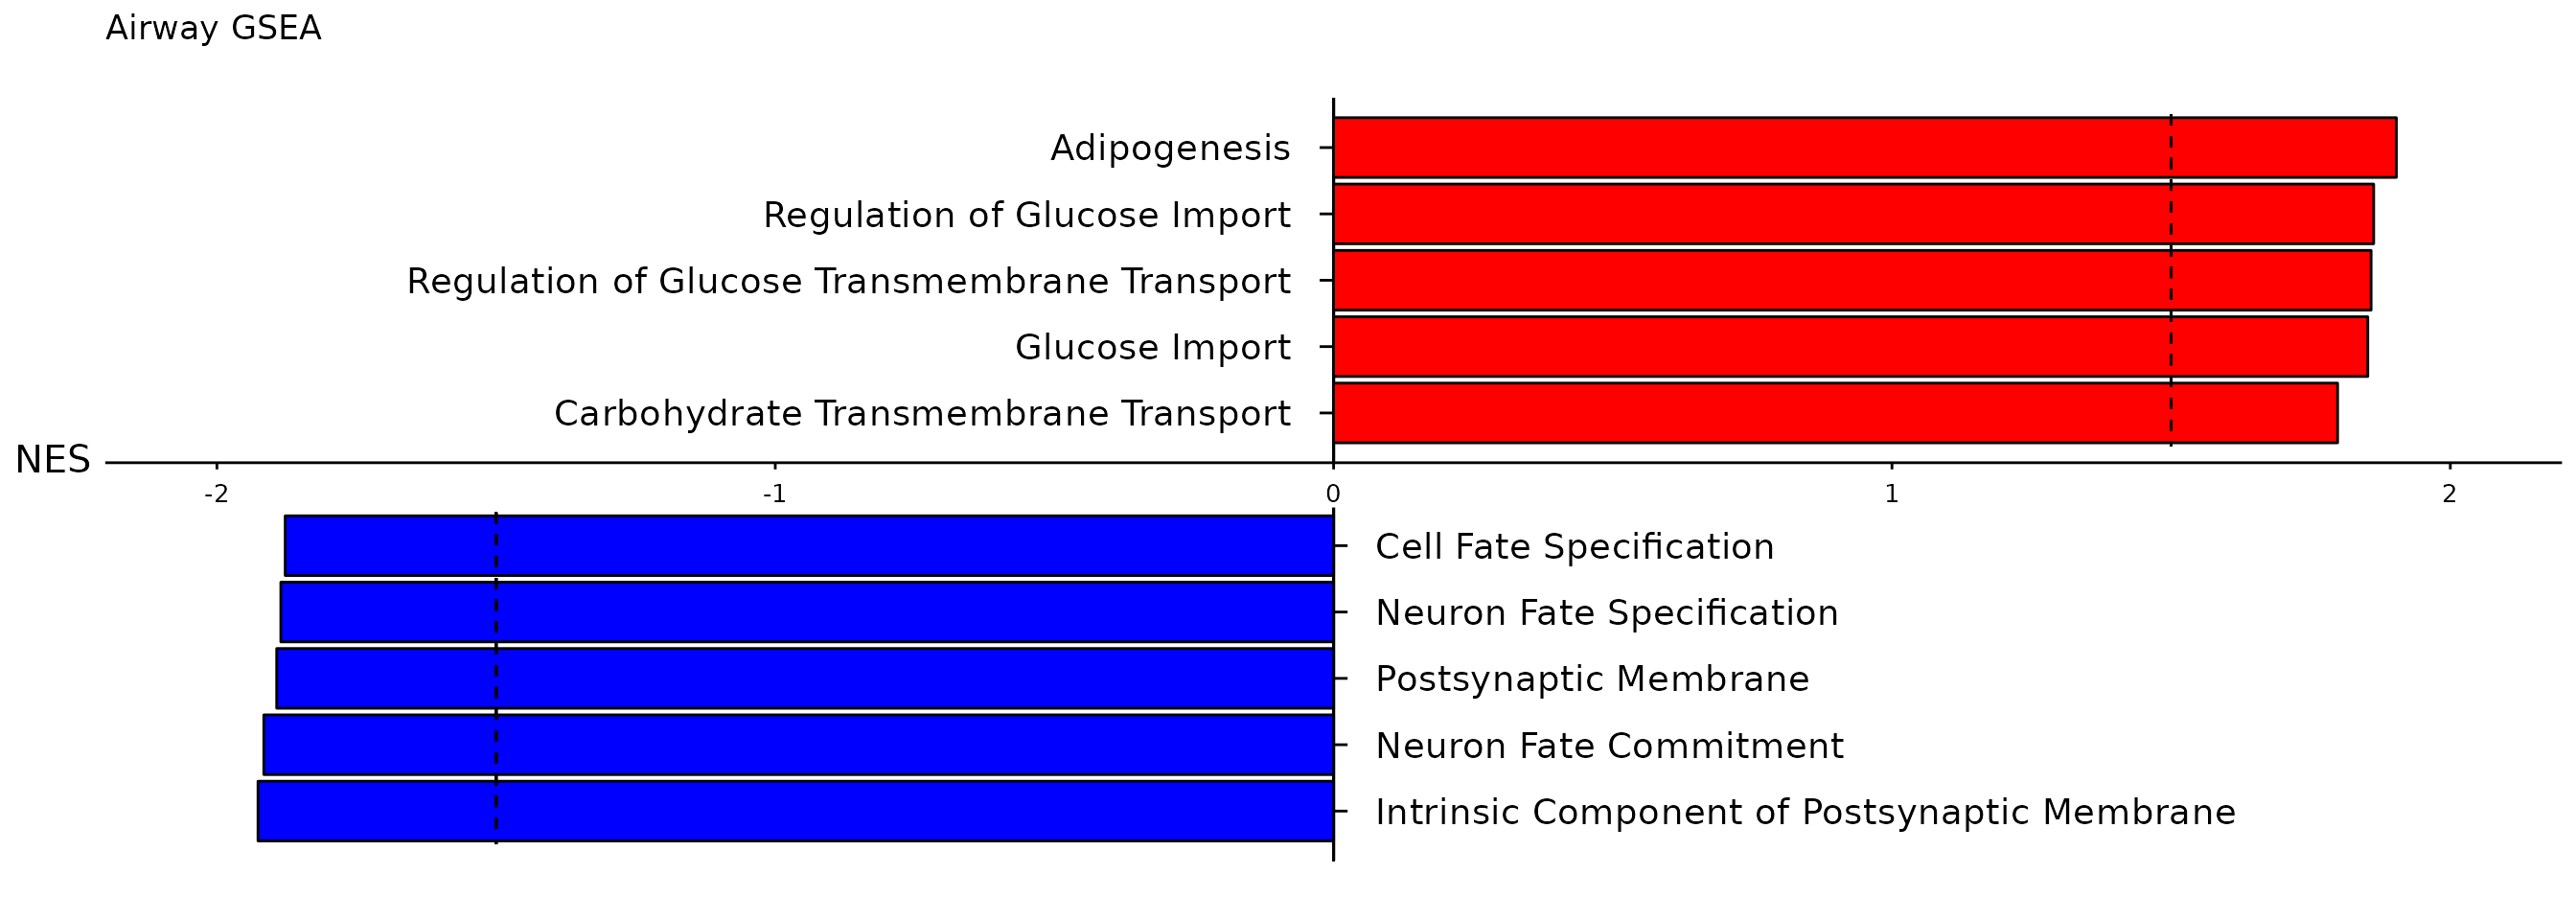 Airway GSEA
Adipogenesis
Regulation of Glucose Import
Regulation of Glucose Transmembrane Transport
Glucose Import
Carbohydrate Transmembrane Transport
NES
-2 -1 0 1 2
Cell Fate Specification
Neuron Fate Specification
Postsynaptic Membrane
Neuron Fate Commitment
Intrinsic Component of Postsynaptic Membrane